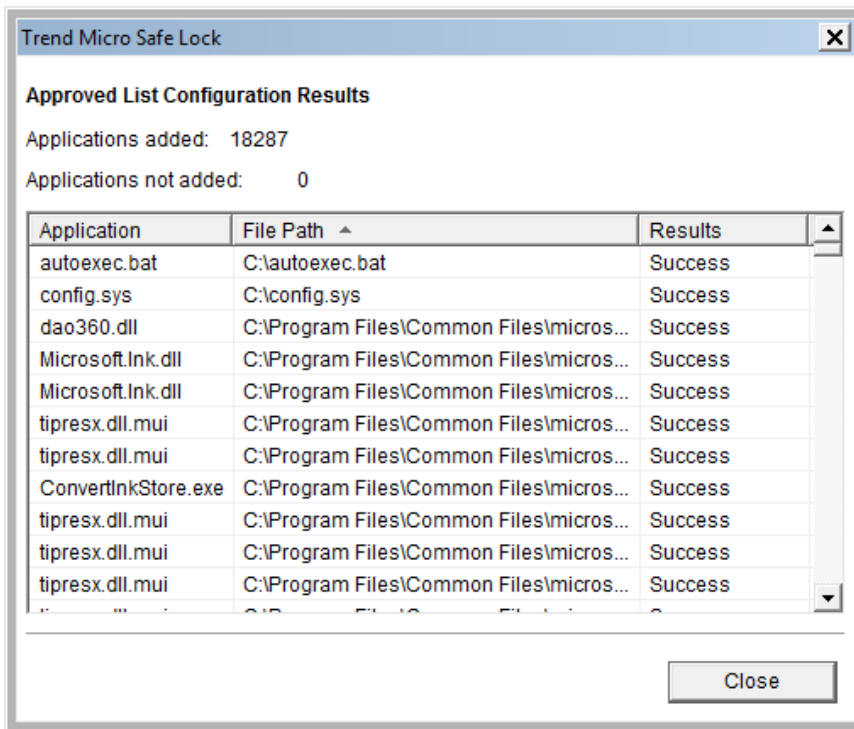 Trend Micro Safe Lock
Approved List Configuration Results
Applications added: 18287
Applications not added: 0
Application File Path Results
autoexec.bat C:\autoexec.bat Success
config.sys C:\config.sys Success
dao360.dll C:\Program Files\Common Files\micros... Success
Microsoft.Ink.dll C:\Program Files\Common Files\micros... Success
Microsoft.Ink.dll C:\Program Files\Common Files\micros... Success
tipresx.dll.mui C:\Program Files\Common Files\micros... Success
tipresx.dll.mui C:\Program Files\Common Files\micros... Success
ConvertInkStore.exe C:\Program Files\Common Files\micros... Success
tipresx.dll.mui C:\Program Files\Common Files\micros... Success
tipresx.dll.mui C:\Program Files\Common Files\micros... Success
tipresx.dll.mui C:\Program Files\Common Files\micros... Success
Close